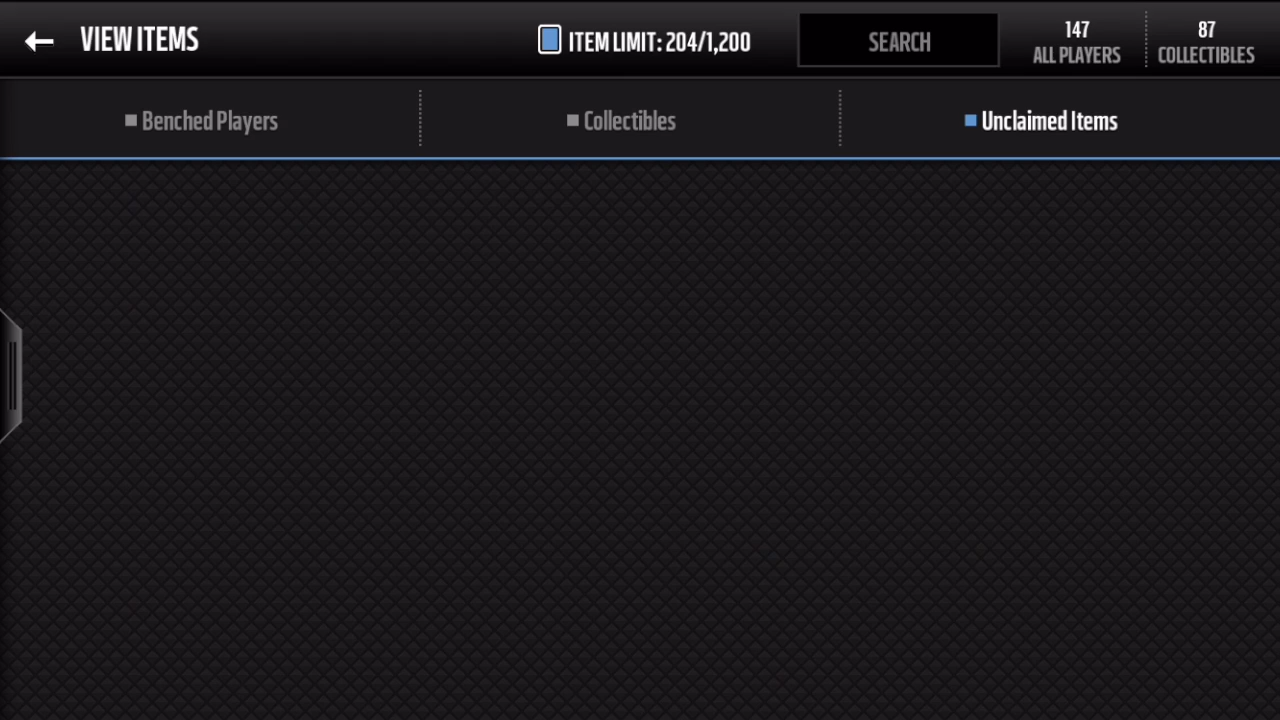 VIEW ITEMS
ITEM LIMIT: 204/1,200
SEARCH
147
ALL PLAYERS
87
COLLECTIBLES
Benched Players
Collectibles
Unclaimed Items